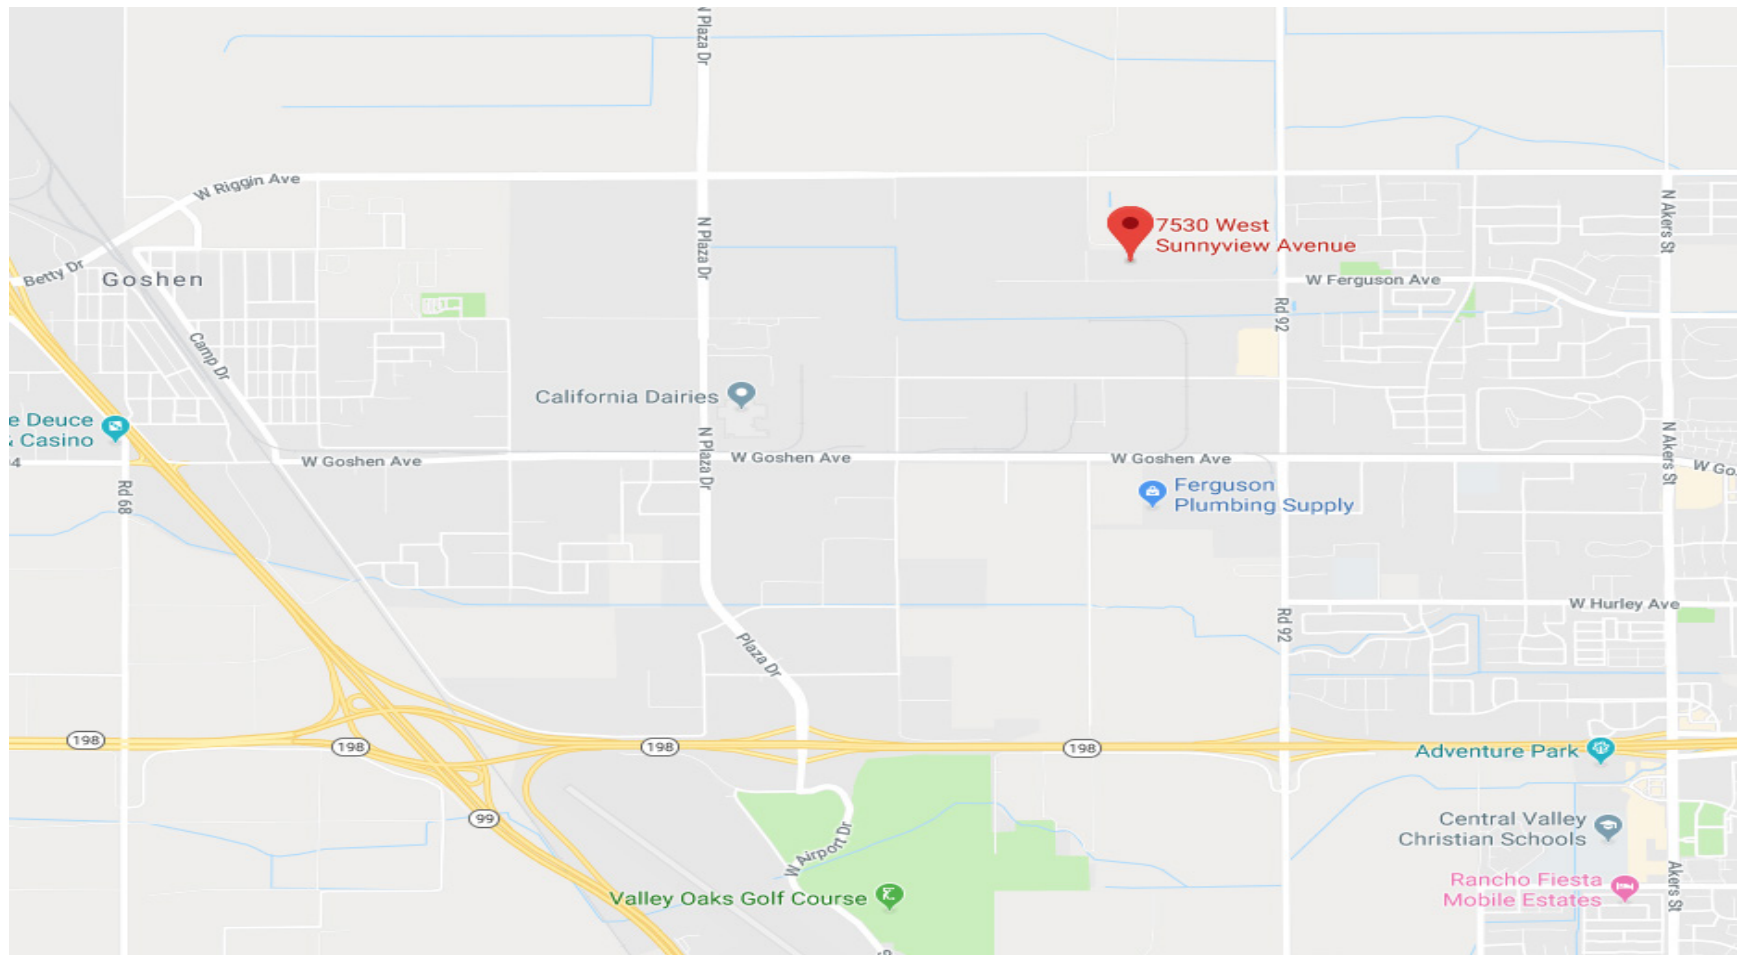 N Plaza Dr
W Riggin Ave
N Akers St
7530 West
Sunnyview Avenue
N Plaza Dr
Betty Dr
Goshen
W Ferguson Ave
Rd 92
Camp Dr
California Dairies
e Deuce
& Casino
N Plaza Dr
N Akers St
W Goshen Ave
W Goshen Ave
W Goshen Ave
W Go
Rd 68
Ferguson
Plumbing Supply
W Hurley Ave
Rd 92
Plaza Dr
198
198
198
198
Adventure Park
99
Central Valley
Christian Schools
W Airport Dr
Akers St
Rancho Fiesta
Mobile Estates
Valley Oaks Golf Course